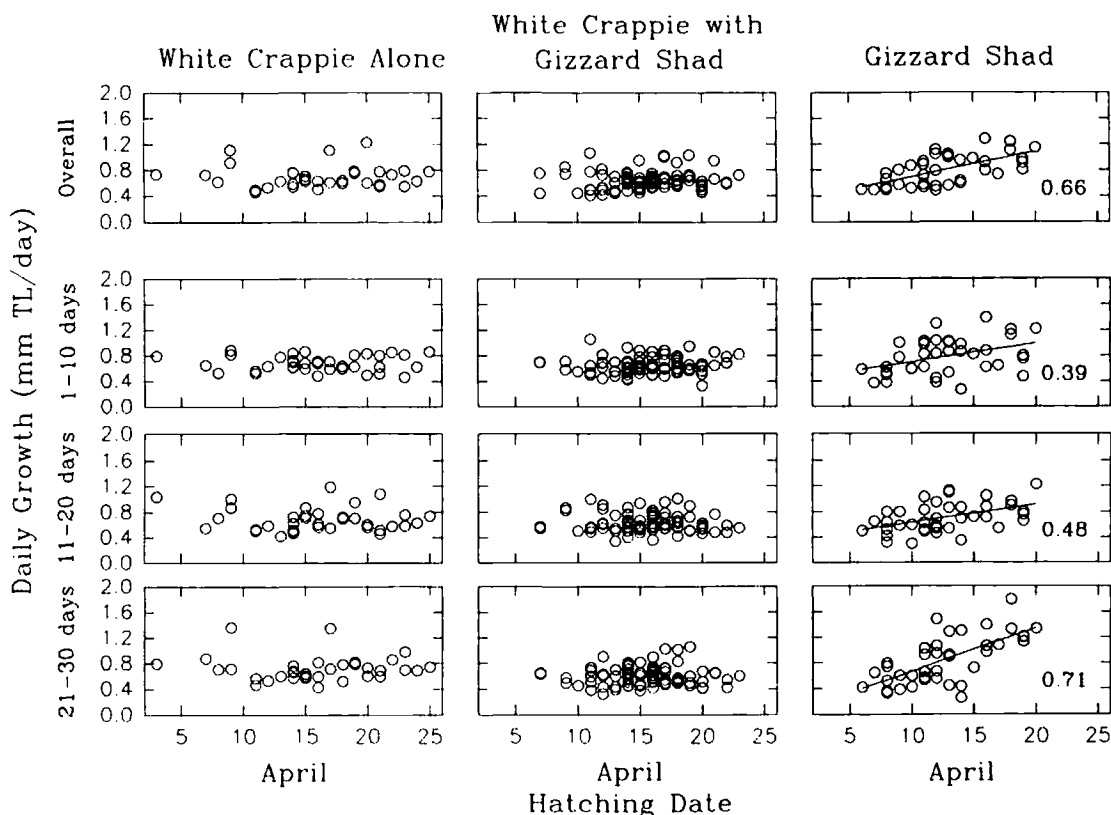 White Crappie Alone
White Crappie with
Gizzard Shad
Gizzard Shad
Daily Growth (mm TL/day)
Overall
2.0
1.6
1.2
0.8
0.4
0.0
0.66
1-10 days
2.0
1.6
1.2
0.8
0.4
0.0
0.39
11-20 days
2.0
1.6
1.2
0.8
0.4
0.0
0.48
21-30 days
2.0
1.6
1.2
0.8
0.4
0.0
0.71
5 10 15 20 25
5 10 15 20 25
5 10 15 20 25
April
April
April
Hatching Date